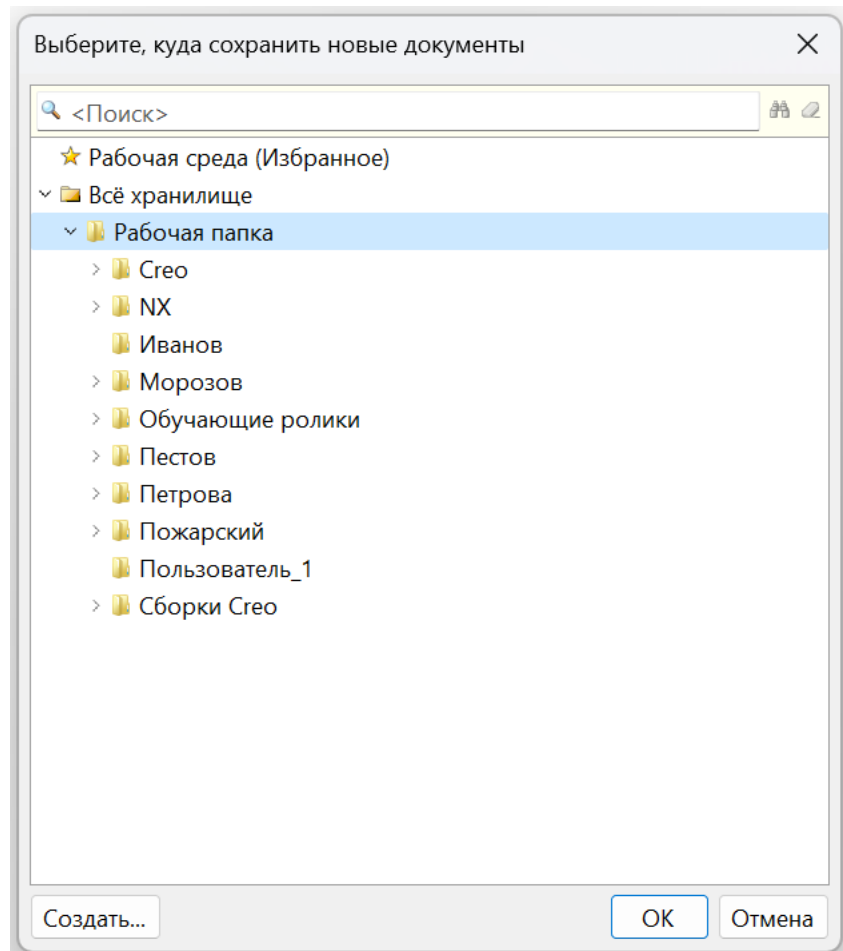 Выберите, куда сохранить новые документы
<Поиск>
Рабочая среда (Избранное)
Всё хранилище
Рабочая папка
Creo
NX
Иванов
Морозов
Обучающие ролики
Пестов
Петрова
Пожарский
Пользователь_1
Сборки Creo
Создать... OK Отмена